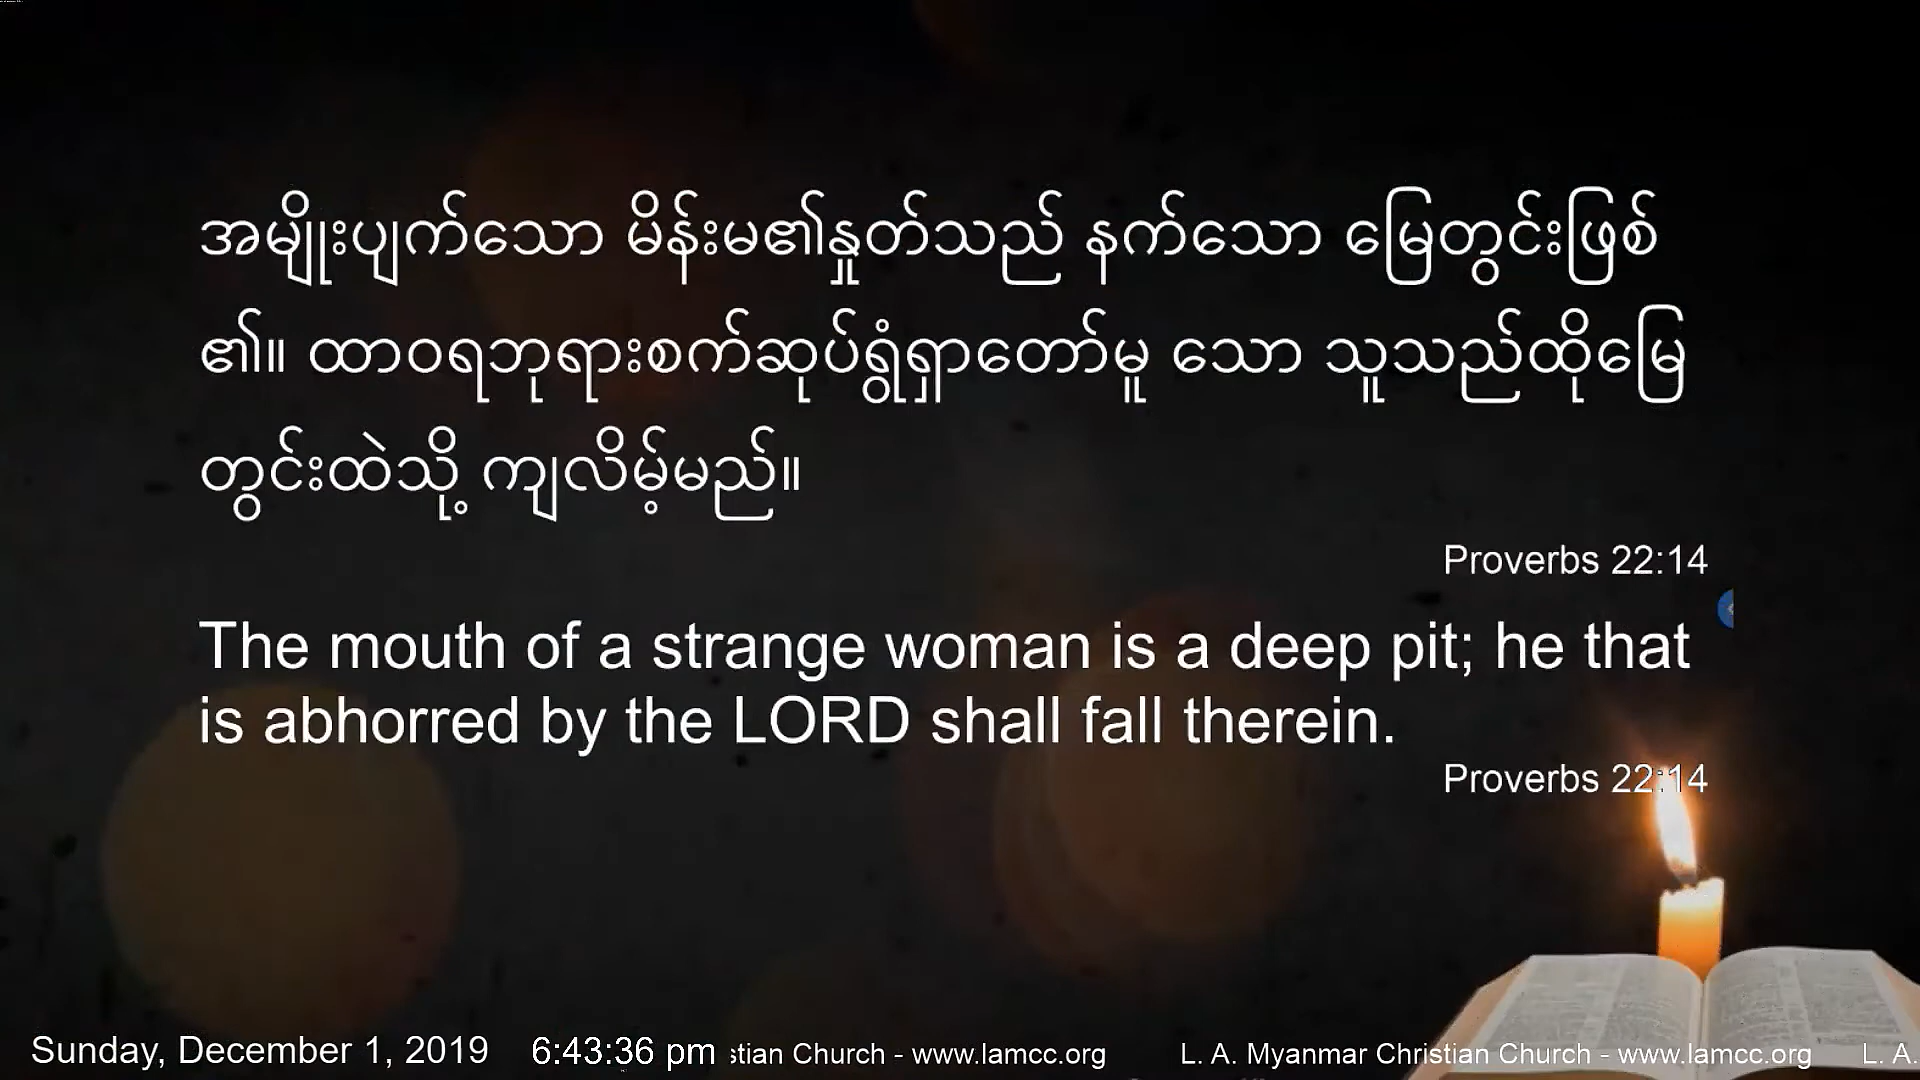 အမျိုးပျက်သော မိန်းမ၏နှုတ်သည် နက်သော မြေတွင်းဖြစ်
၏။ ထာဝရဘုရားစက်ဆုပ်ရွံရှာတော်မူ သော သူသည်ထိုမြေ
တွင်းထဲသို့ ကျလိမ့်မည်။
Proverbs 22:14
The mouth of a strange woman is a deep pit; he that
is abhorred by the LORD shall fall therein.
Proverbs 22:14
Sunday, December 1, 2019 6:43:36 pm stian Church - www.lamcc.org L. A. Myanmar Christian Church - www.lamcc.org L. A.